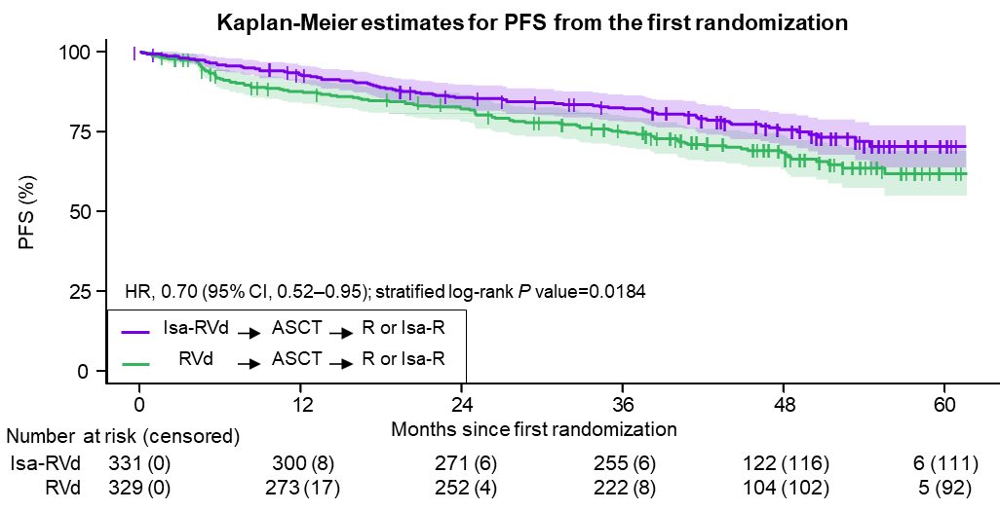 Kaplan-Meier estimates for PFS from the first randomization
100
75
50
25
0
PFS (%)
HR, 0.70 (95% CI, 0.52–0.95); stratified log-rank P value=0.0184
Isa-RVd → ASCT → R or Isa-R
RVd → ASCT → R or Isa-R
0 12 24 36 48 60
Months since first randomization
Number at risk (censored)
Isa-RVd 331 (0) 300 (8) 271 (6) 255 (6) 122 (116) 6 (111)
RVd 329 (0) 273 (17) 252 (4) 222 (8) 104 (102) 5 (92)